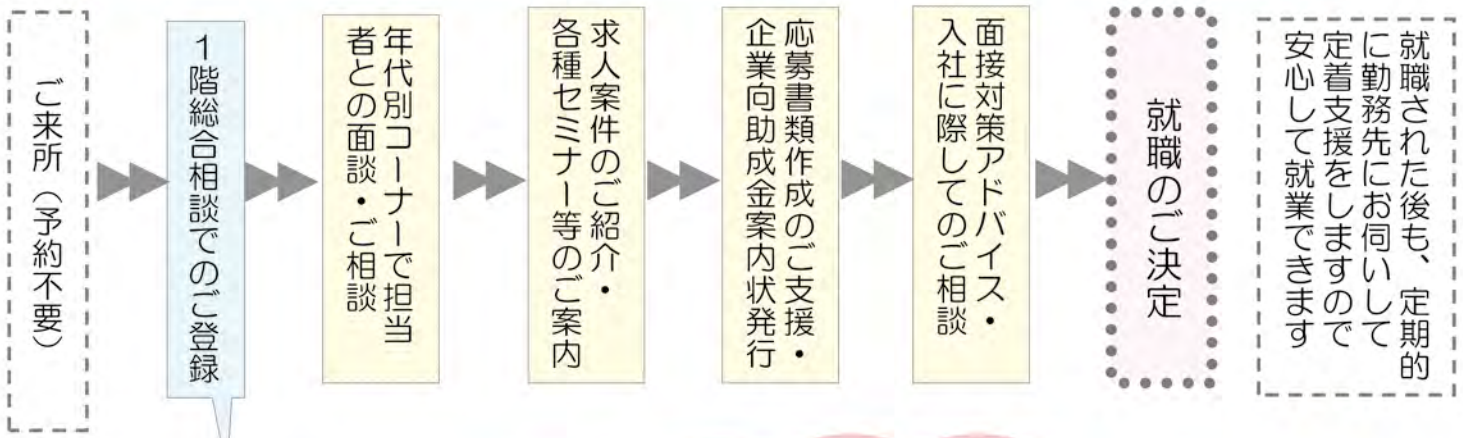 ご来所（予約不要）
1階総合相談でのご登録
年代別コーナーで担当
者との面談・ご相談
求人案件のご紹介・
各種セミナー等のご案内
応募書類作成のご支援・
企業向助成金案内状発行
面接対策アドバイス・
入社に際してのご相談
就職のご決定
就職された後も、定期的
に勤務先にお伺いして
定着支援をしますので
安心して就業できます